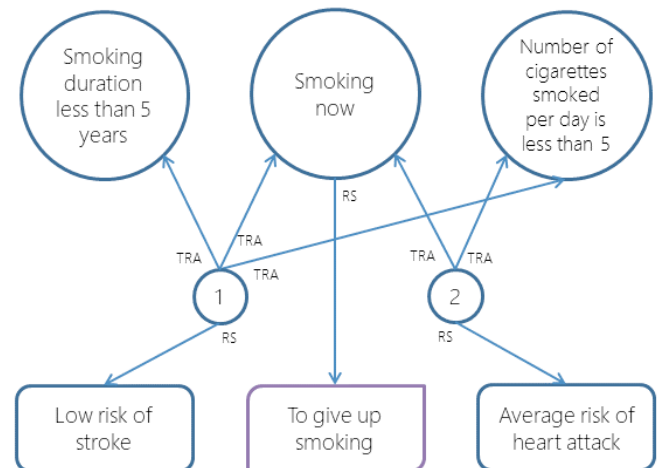 Smoking
duration
less than 5
years
Smoking
now
Number of
cigarettes
smoked
per day is
less than 5
RS
TRA
TRA
TRA
TRA
TRA
1
2
RS
RS
Low risk of
stroke
To give up
smoking
Average risk of
heart attack